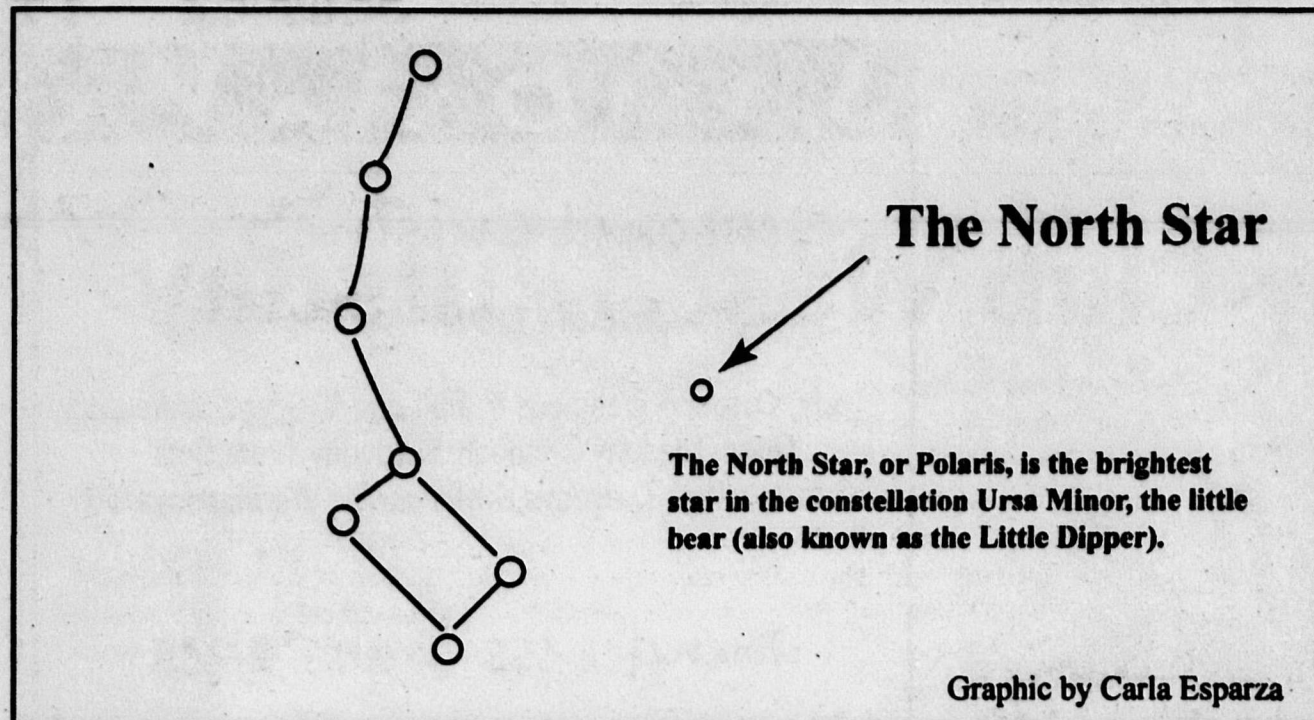 The North Star
The North Star, or Polaris, is the brightest
star in the constellation Ursa Minor, the little
bear (also known as the Little Dipper).
Graphic by Carla Esparza